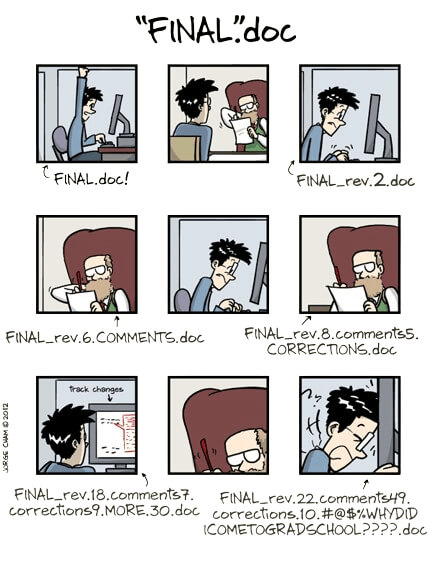 "FINAL".doc
FINAL.doc!
FINAL_rev.2.doc
FINAL_rev.6.COMMENTS.doc
FINAL_rev.8.comments5.
CORRECTIONS.doc
track changes
FINAL_rev.18.comments7.
corrections9.MORE.30.doc
FINAL_rev.22.comments49.
corrections.10.#@$%WHYDID
ICOMETOGRADSCHOOL????.doc
JORGE CHAM © 2012